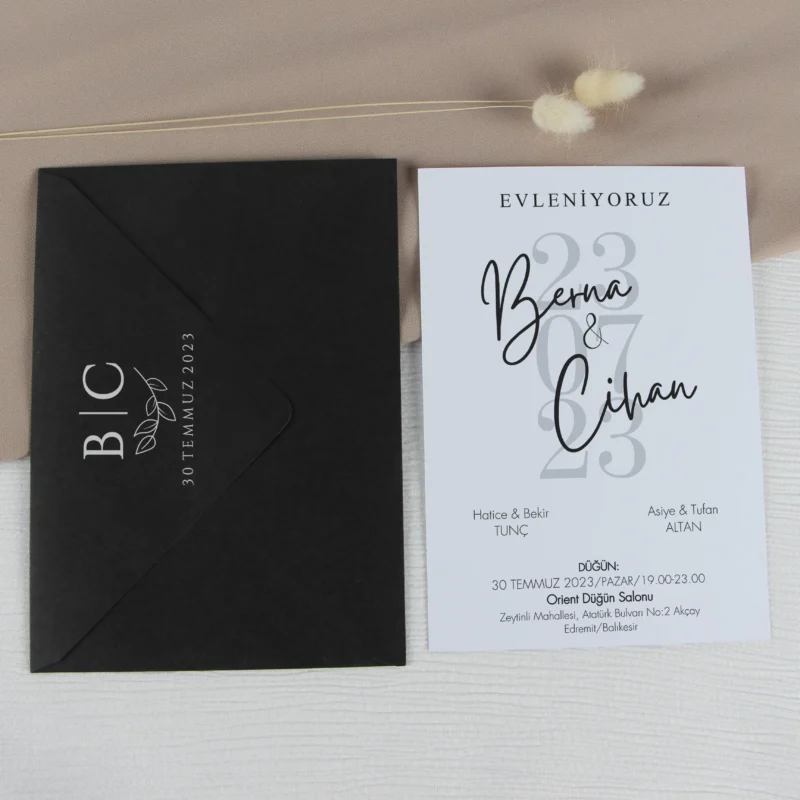 B|C
30 TEMMUZ 2023
EVLENİYORUZ
23
Berna
&
07
Cihan
23
Hatice & Bekir
TUNÇ
Asiye & Tufan
ALTAN
DÜĞÜN:
30 TEMMUZ 2023/PAZAR/19.00-23.00
Orient Düğün Salonu
Zeytinli Mahallesi, Atatürk Bulvarı No:2 Akçay
Edremit/Balıkesir